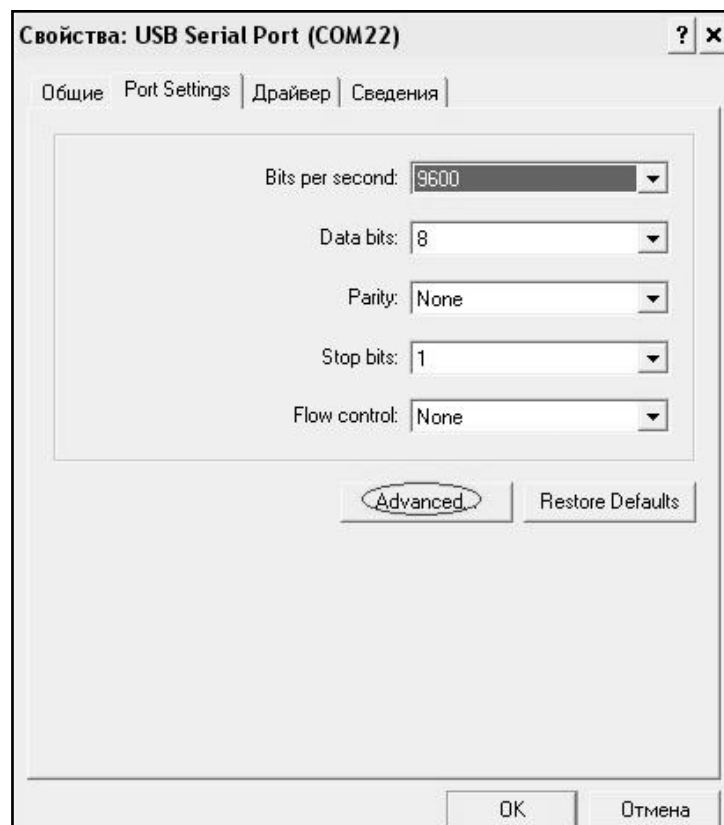 Свойства: USB Serial Port (COM22)
Общие Port Settings Драйвер Сведения
Bits per second: 9600
Data bits: 8
Parity: None
Stop bits: 1
Flow control: None
Advanced.. Restore Defaults
OK Отмена